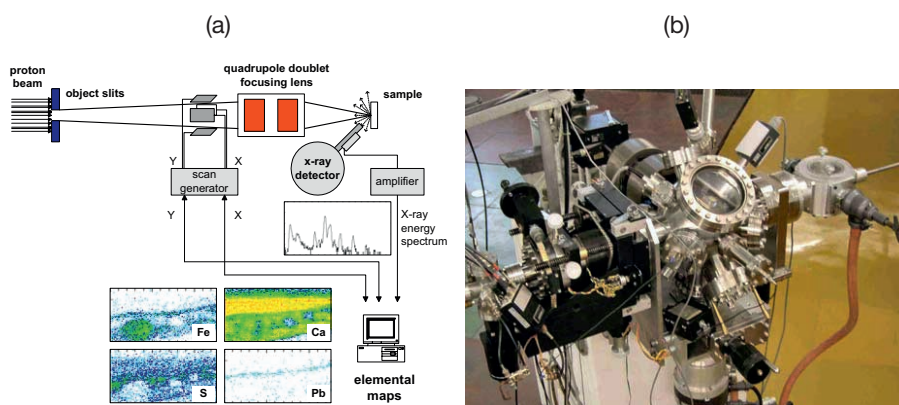 (a)
(b)
proton
beam
object slits
quadrupole doublet
focusing lens
sample
Y
X
scan
generator
x-ray
detector
amplifier
Y
X
X-ray
energy
spectrum
Fe
Ca
S
Pb
elemental
maps